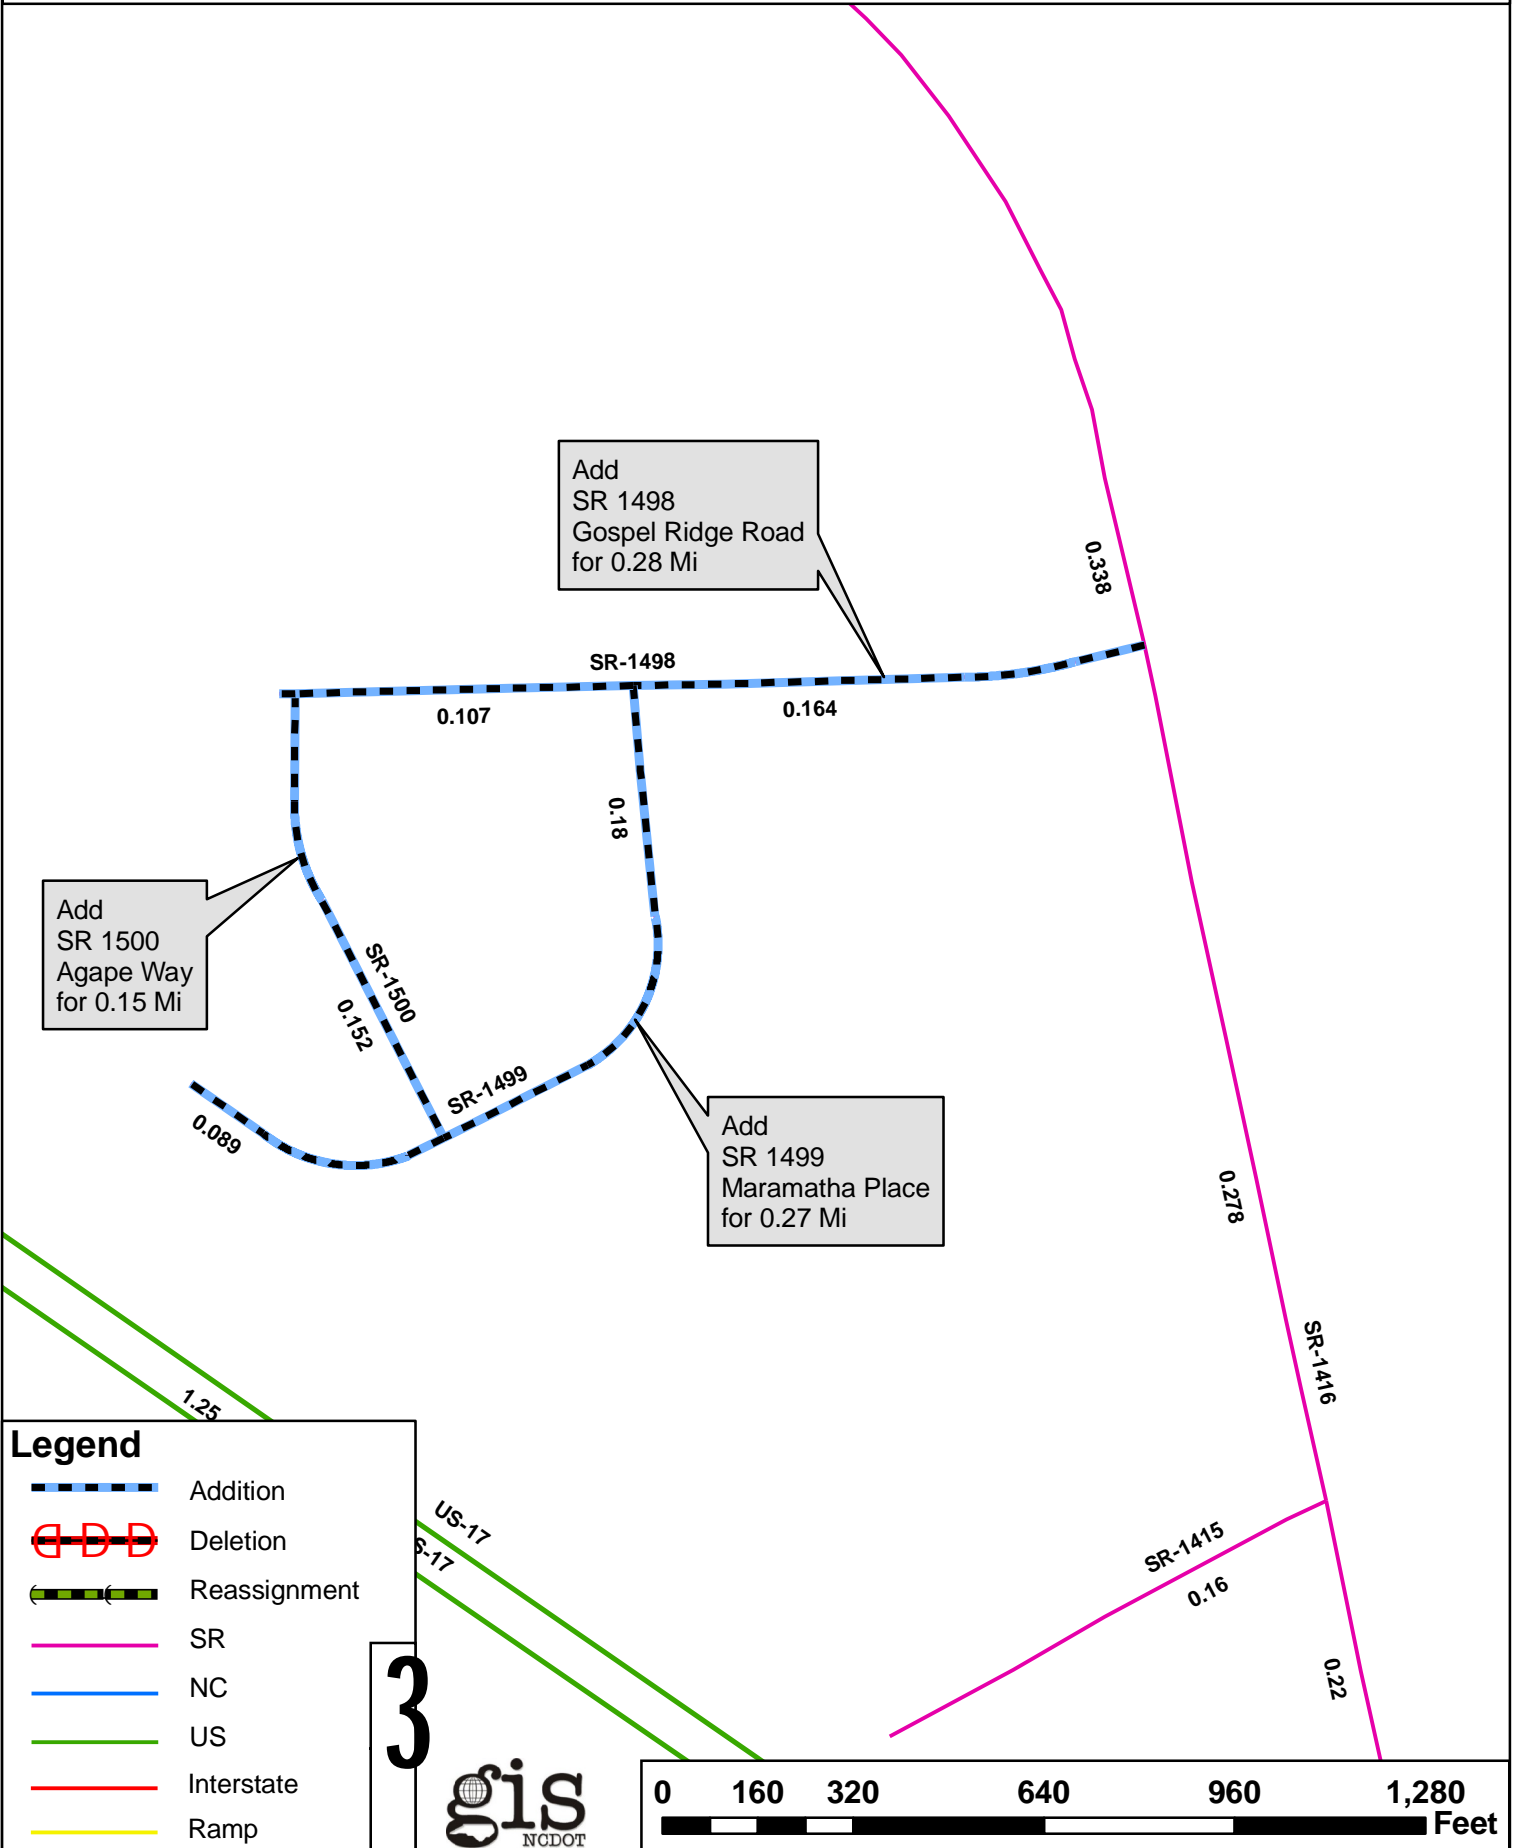 0.338
Add
SR 1498
Gospel Ridge Road
for 0.28 Mi
SR-1498
0.107
0.164
0.18
Add
SR 1500
Agape Way
for 0.15 Mi
SR-1500
0.152
SR-1499
0.089
Add
SR 1499
Maramatha Place
for 0.27 Mi
0.278
SR-1416
1.25
US-17
S-17
SR-1415
0.16
0.22
Legend
Addition
Deletion
Reassignment
SR
NC
US
Interstate
Ramp
3
gis
NCDOT
0 160 320 640 960 1,280
Feet